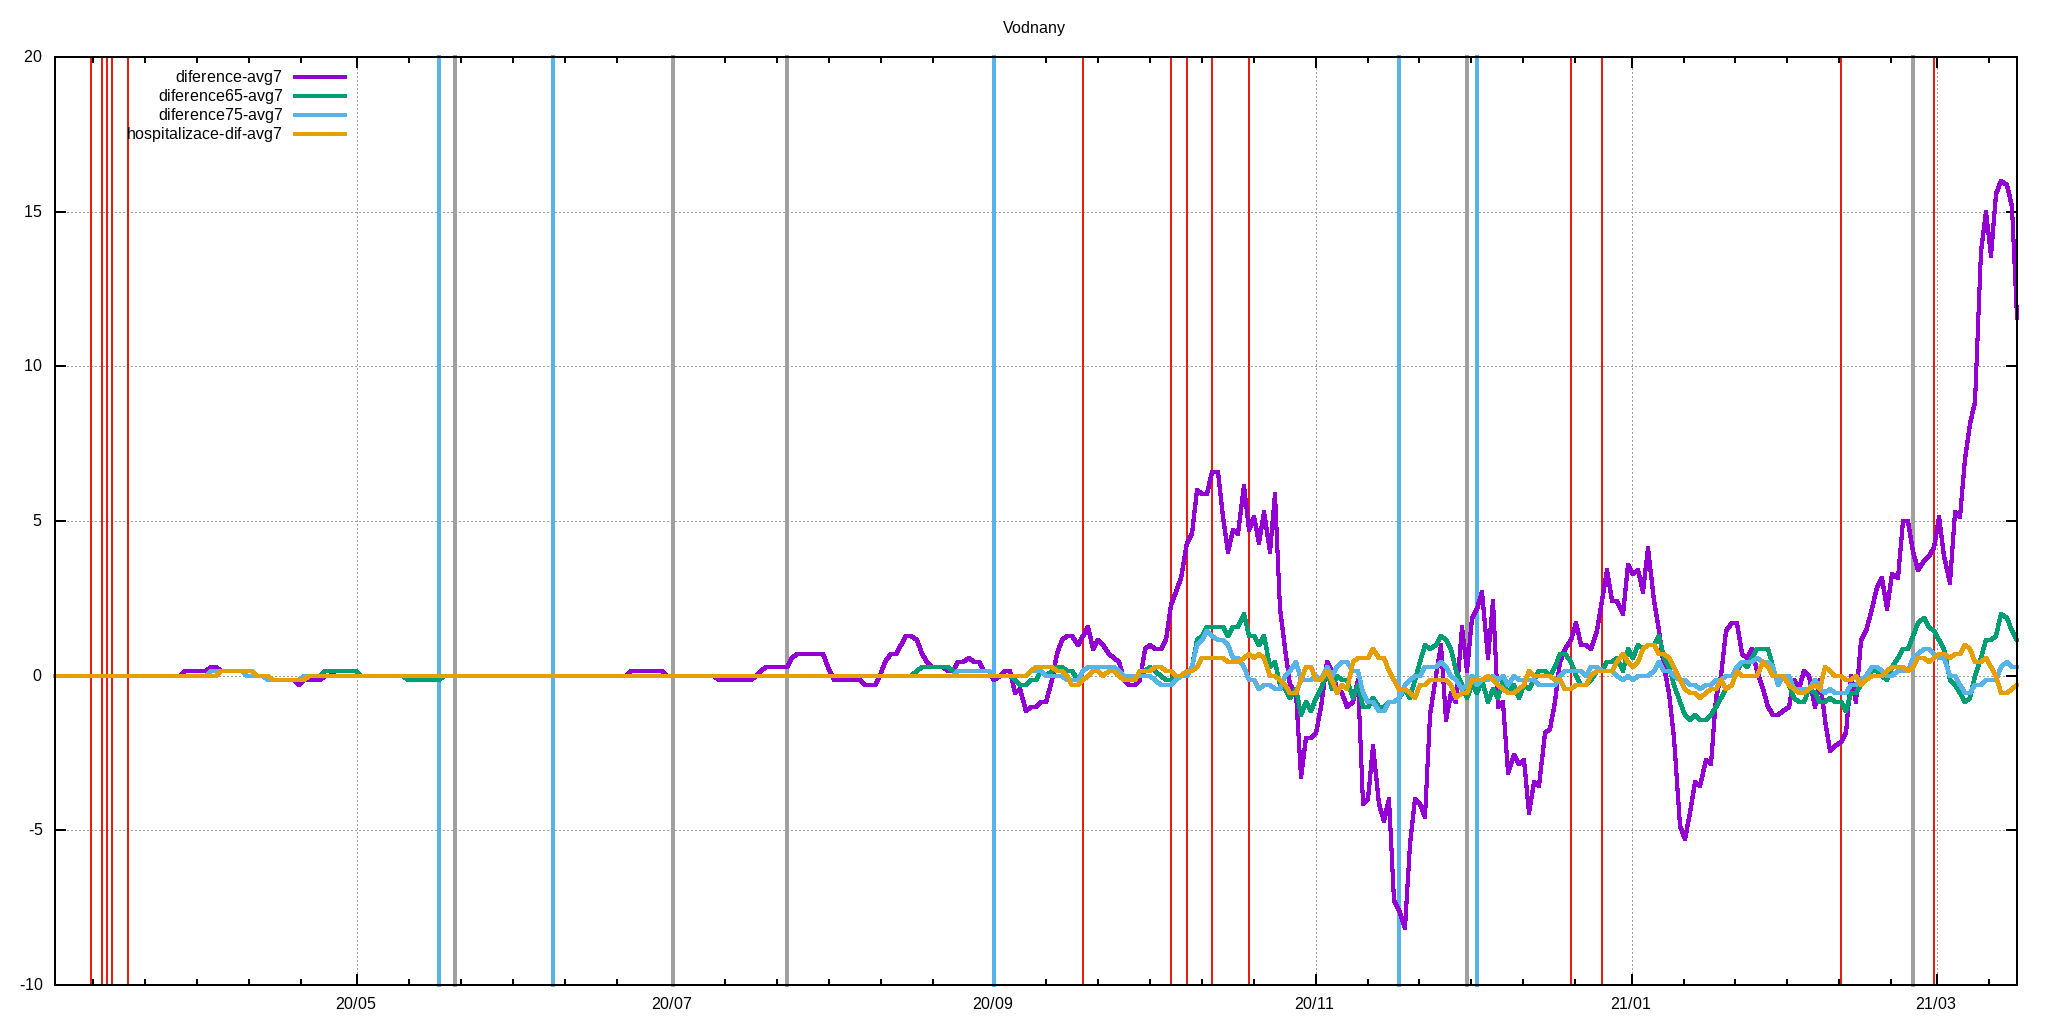 Vodnany
20
15
10
5
0
-5
-10
diference-avg7
diference65-avg7
diference75-avg7
hospitalizace-dif-avg7
20/05
20/07
20/09
20/11
21/01
21/03